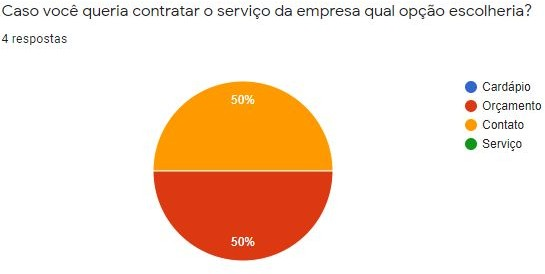 Caso você queria contratar o serviço da empresa qual opção escolheria?
4 respostas
50%
50%
Cardápio
Orçamento
Contato
Serviço